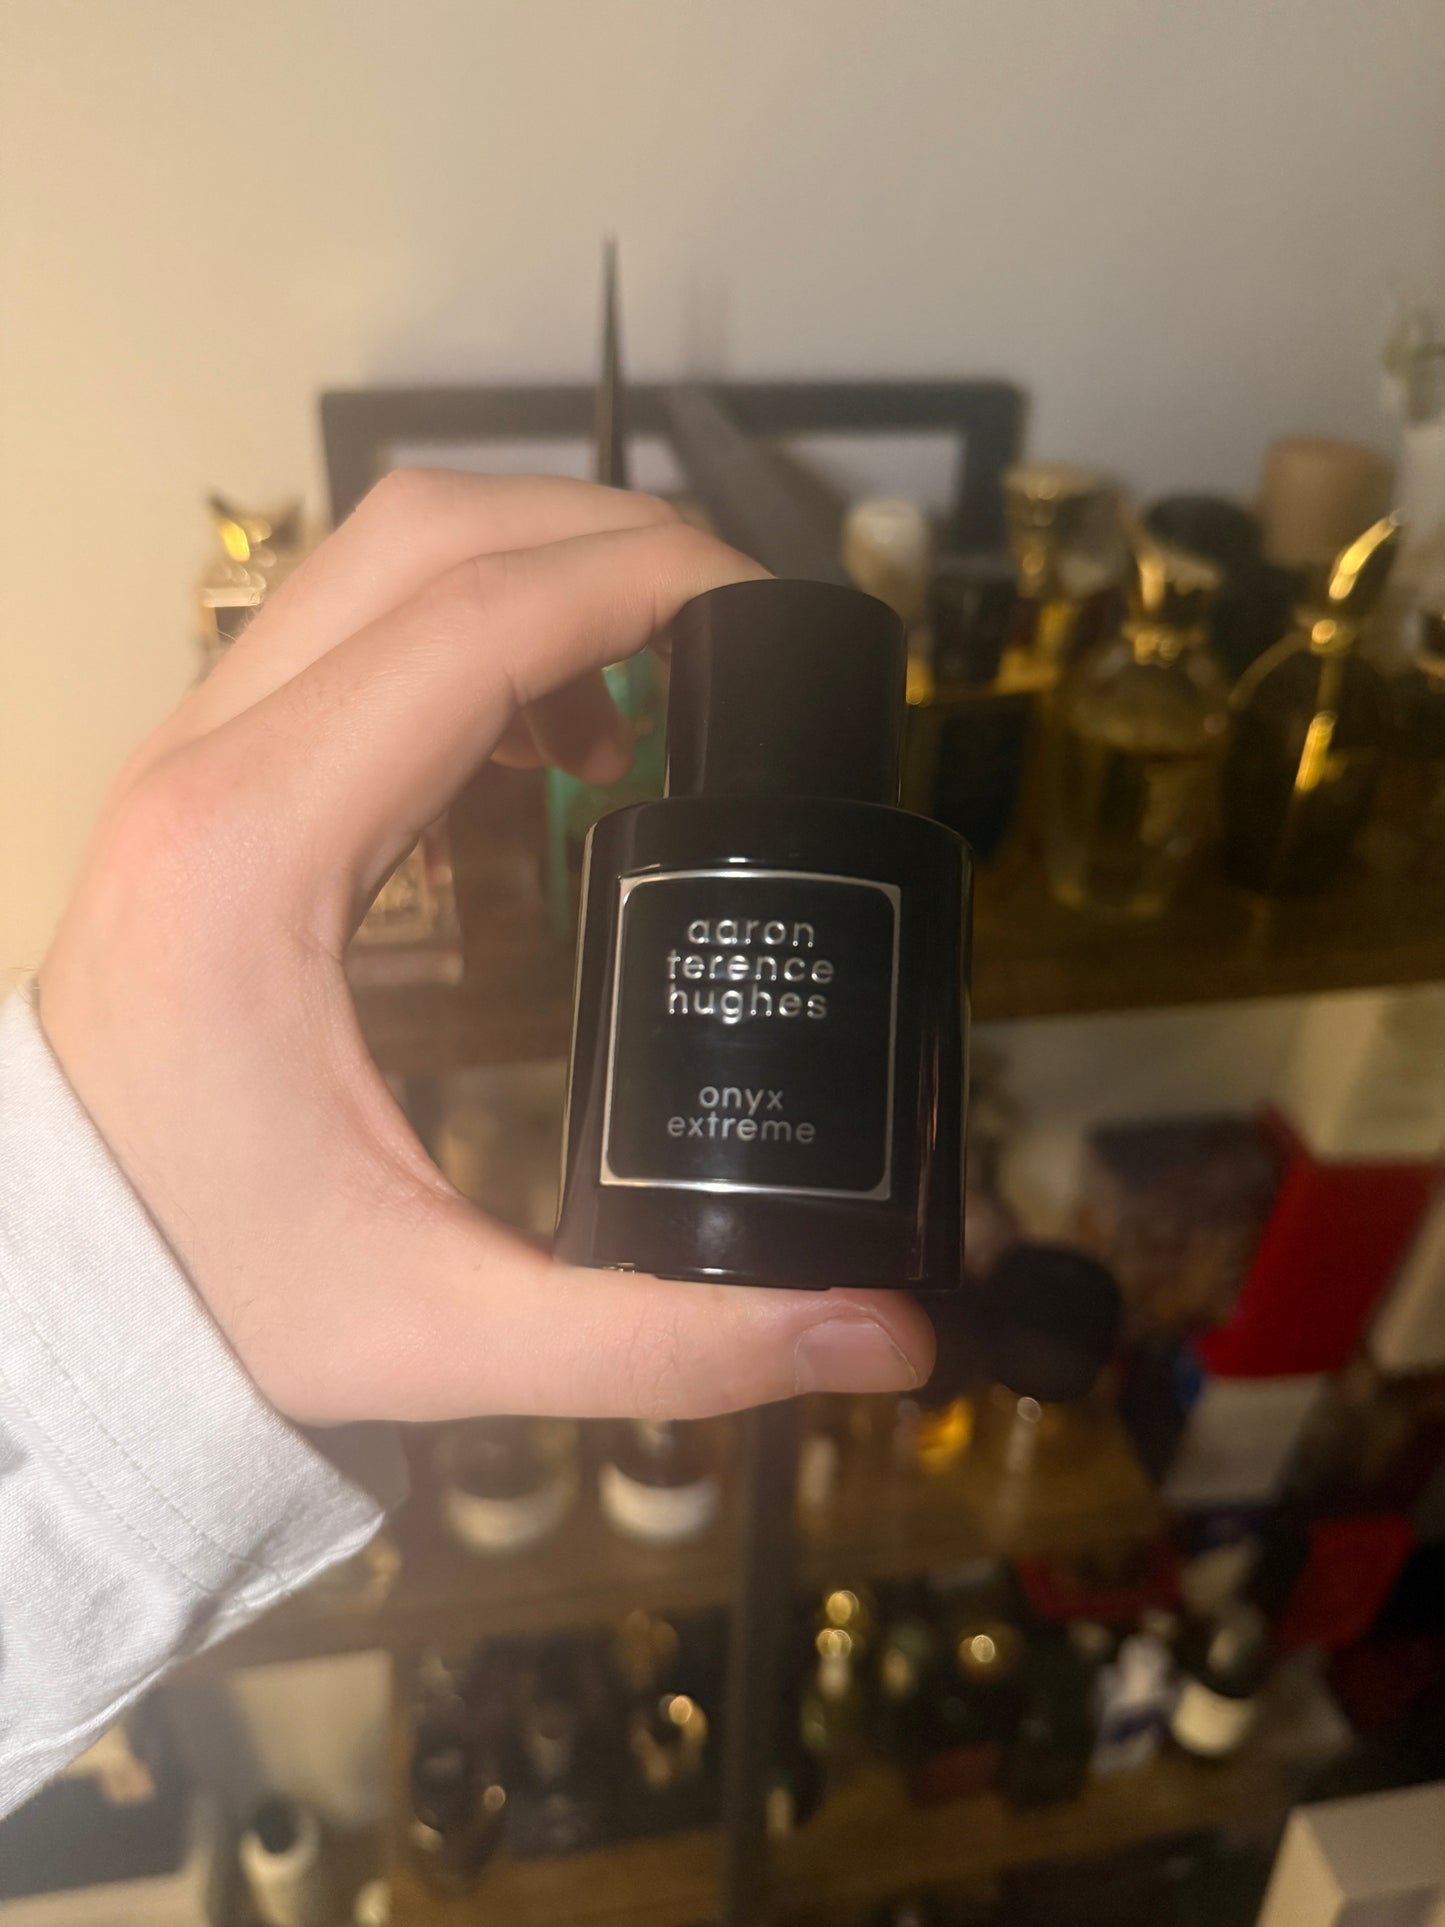 aaron
terence
hughes
onyx
extreme